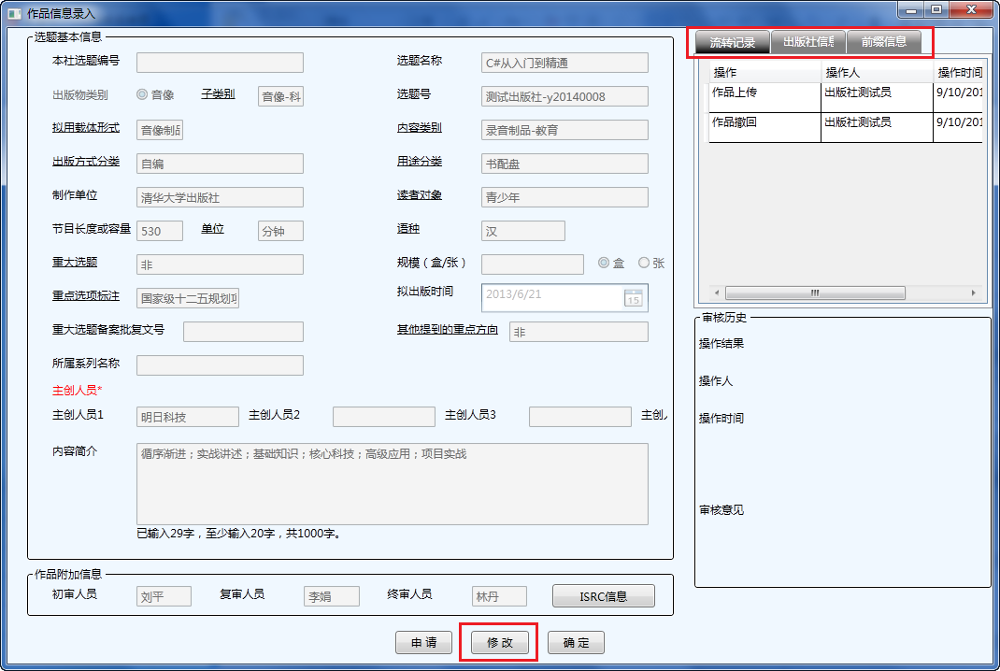 作品信息录入
选题基本信息
本社选题编号
选题名称 C#从入门到精通
出版物类别 音像 子类别 音像-科
选题号 测试出版社-y20140008
拟用载体形式 音像制品
内容类别 录音制品-教育
出版方式分类 自编
用途分类 书配盘
制作单位 清华大学出版社
读者对象 青少年
节目长度或容量 530 单位 分钟
语种 汉
重大选题 非
规模（盒/张） 盒 张
重点选项标注 国家级十二五规划项
拟出版时间 2013/6/21 15
重大选题备案批复文号
其他提到的重点方向 非
所属系列名称
主创人员*
主创人员1 明日科技 主创人员2 主创人员3 主创人
内容简介 循序渐进；实战讲述；基础知识；核心科技；高级应用；项目实战
已输入29字，至少输入20字，共1000字。
作品附加信息
初审人员 刘平 复审人员 李娟 终审人员 林丹 ISRC信息
申 请 修 改 确 定
流转记录 出版社信息 前缀信息
操作 操作人 操作时间
作品上传 出版社测试员 9/10/201
作品撤回 出版社测试员 9/10/201
审核历史
操作结果
操作人
操作时间
审核意见